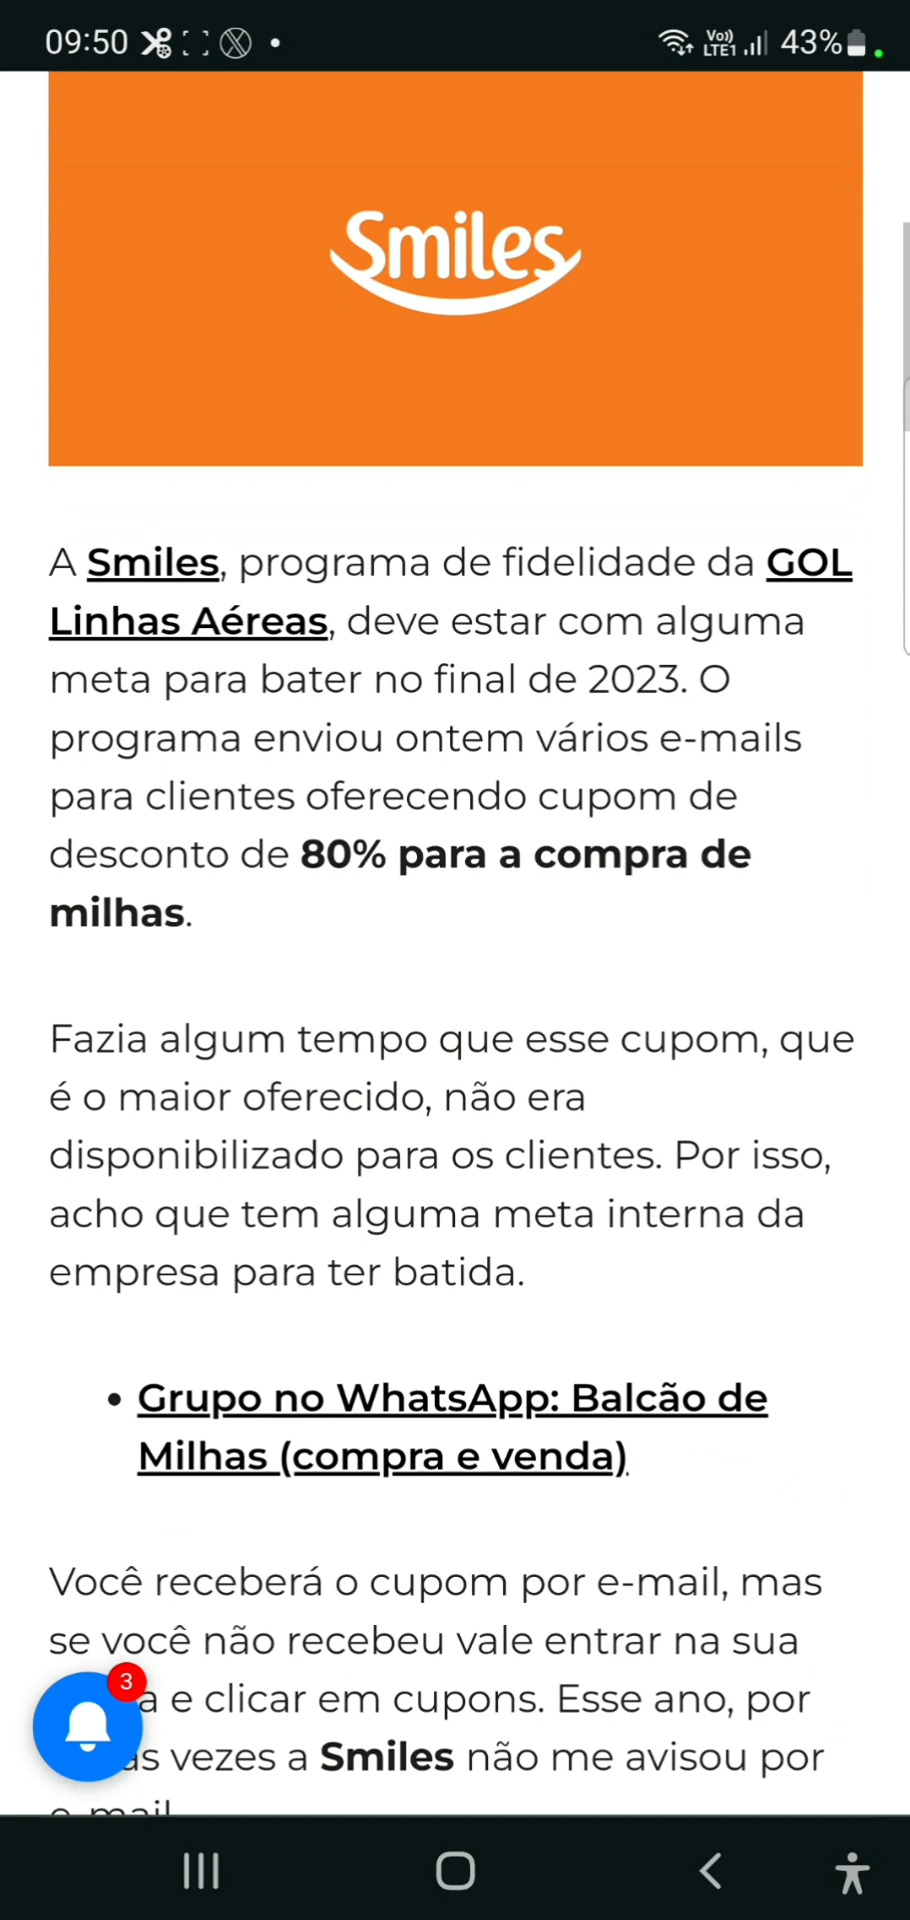 09:50
Vo))
LTE1
43%
Smiles
A Smiles, programa de fidelidade da GOL
Linhas Aéreas, deve estar com alguma
meta para bater no final de 2023. O
programa enviou ontem vários e-mails
para clientes oferecendo cupom de
desconto de 80% para a compra de
milhas.
Fazia algum tempo que esse cupom, que
é o maior oferecido, não era
disponibilizado para os clientes. Por isso,
acho que tem alguma meta interna da
empresa para ter batida.
• Grupo no WhatsApp: Balcão de
Milhas (compra e venda)
Você receberá o cupom por e-mail, mas
se você não recebeu vale entrar na sua
3
a e clicar em cupons. Esse ano, por
as vezes a Smiles não me avisou por
e-mail